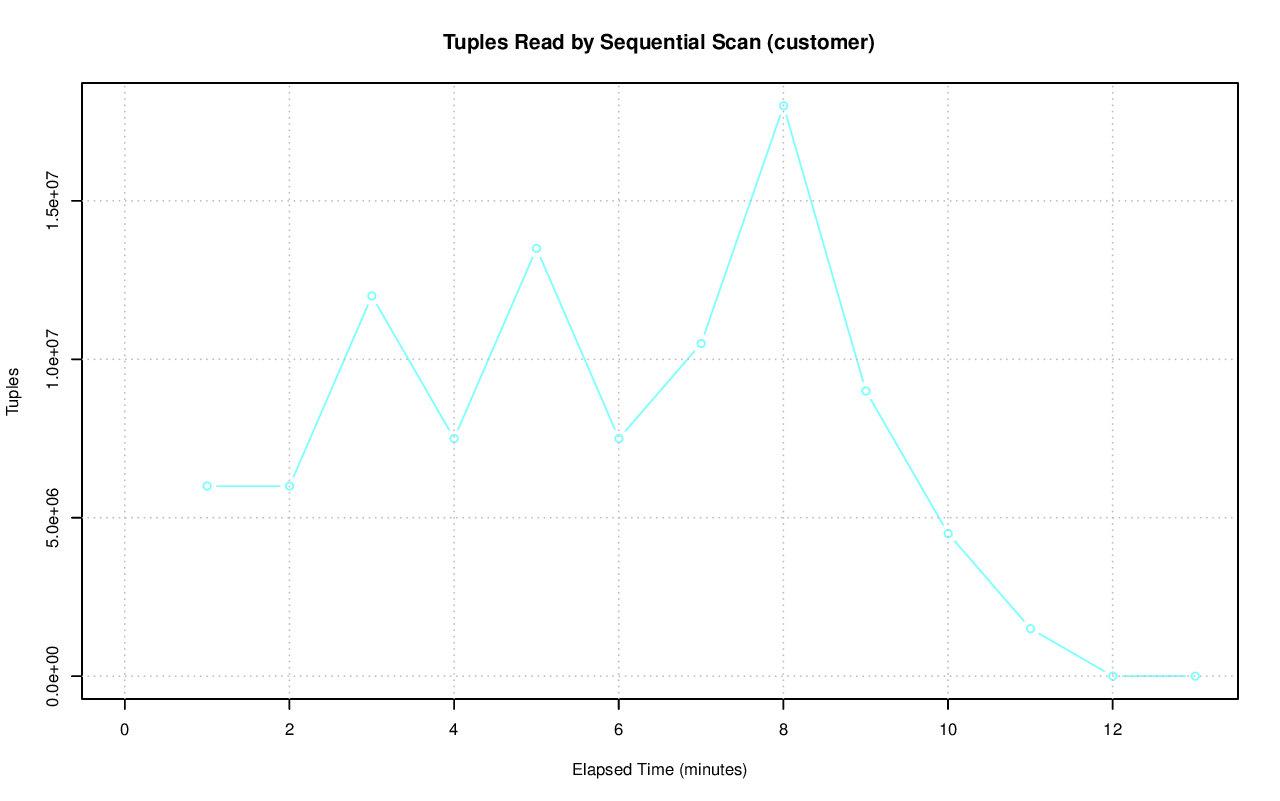 Tuples Read by Sequential Scan (customer)
1.5e+07
1.0e+07
5.0e+06
0.0e+00
Tuples
0 2 4 6 8 10 12
Elapsed Time (minutes)